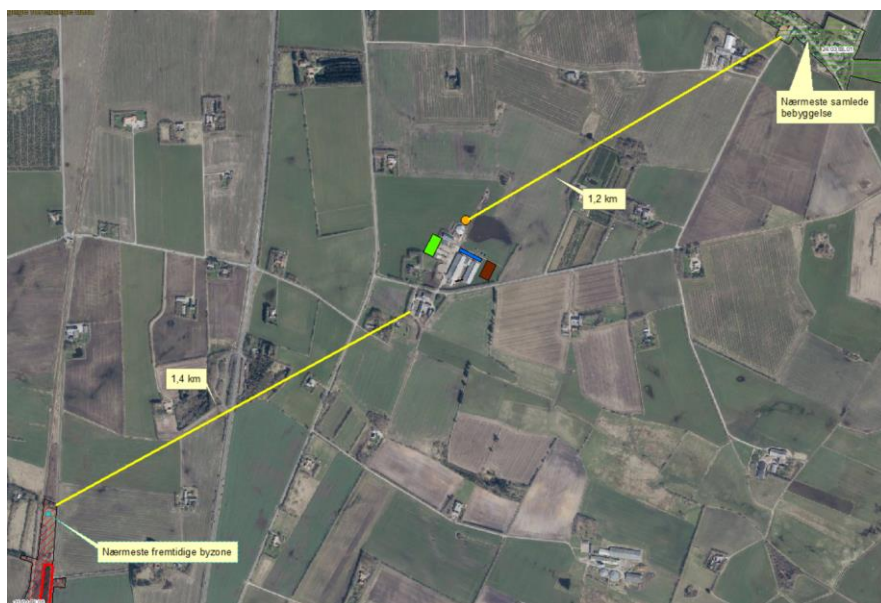 Nærmeste samlede
bebyggelse
1,2 km
1,4 km
Nærmeste fremtidige byzone